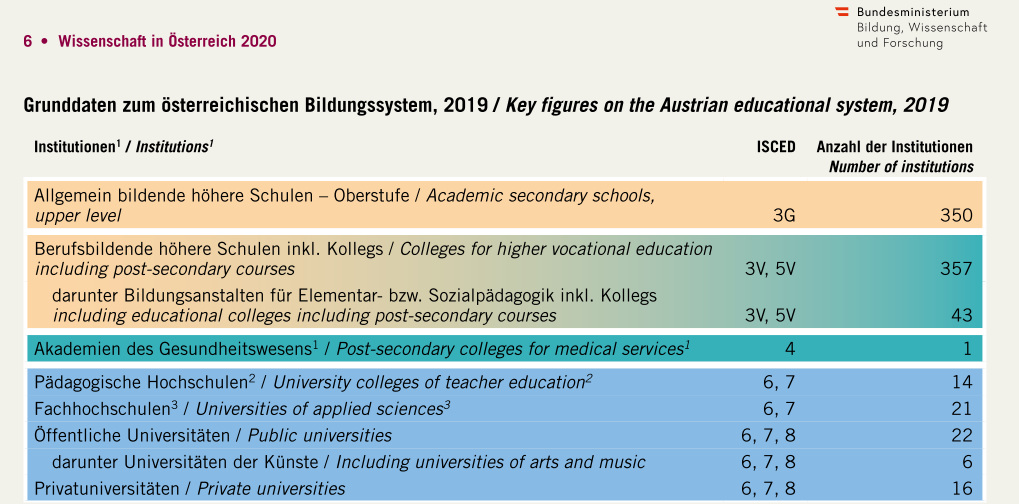 Bundesministerium
Bildung, Wissenschaft
und Forschung
6 • Wissenschaft in Österreich 2020
Grunddaten zum österreichischen Bildungssystem, 2019 / Key figures on the Austrian educational system, 2019
Institutionen¹ / Institutions¹ ISCED Anzahl der Institutionen
Number of institutions
Allgemein bildende höhere Schulen – Oberstufe / Academic secondary schools,
upper level 3G 350
Berufsbildende höhere Schulen inkl. Kollegs / Colleges for higher vocational education
including post-secondary courses 3V, 5V 357
darunter Bildungsanstalten für Elementar- bzw. Sozialpädagogik inkl. Kollegs
including educational colleges including post-secondary courses 3V, 5V 43
Akademien des Gesundheitswesens¹ / Post-secondary colleges for medical services¹ 4 1
Pädagogische Hochschulen² / University colleges of teacher education² 6, 7 14
Fachhochschulen³ / Universities of applied sciences³ 6, 7 21
Öffentliche Universitäten / Public universities 6, 7, 8 22
darunter Universitäten der Künste / Including universities of arts and music 6, 7, 8 6
Privatuniversitäten / Private universities 6, 7, 8 16